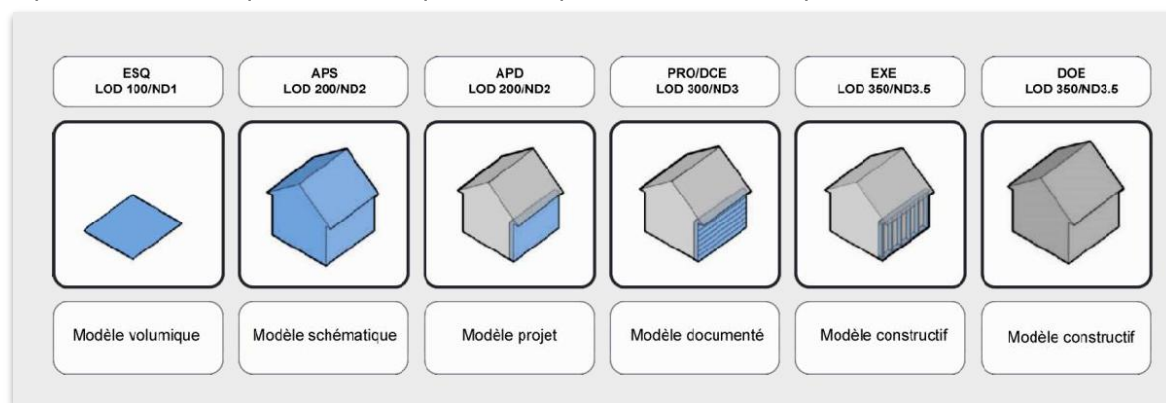 ESQ
LOD 100/ND1
APS
LOD 200/ND2
APD
LOD 200/ND2
PRO/DCE
LOD 300/ND3
EXE
LOD 350/ND3.5
DOE
LOD 350/ND3.5
Modèle volumique
Modèle schématique
Modèle projet
Modèle documenté
Modèle constructif
Modèle constructif